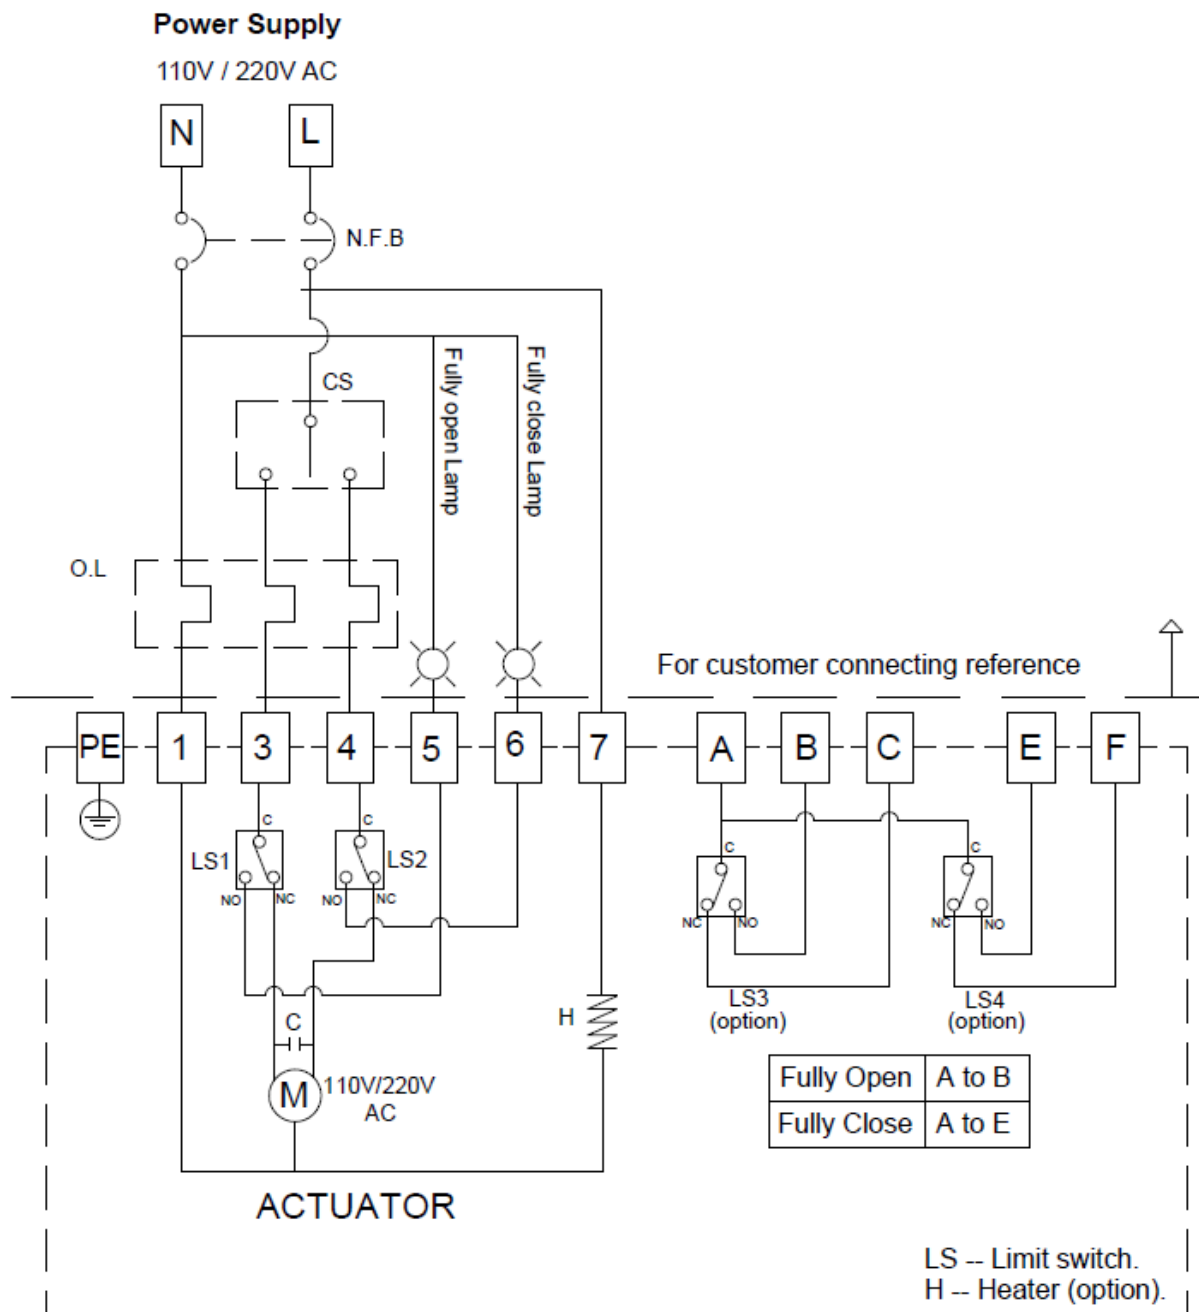 Power Supply
110V / 220V AC
N
L
N.F.B
CS
Fully open Lamp
Fully close Lamp
O.L
For customer connecting reference
PE
1
3
4
5
6
7
A
B
C
E
F
C
LS1
NO
NC
C
LS2
NO
NC
C
NC
NO
LS3
(option)
C
NC
NO
LS4
(option)
C
H
M
110V/220V
AC
Fully Open A to B
Fully Close A to E
ACTUATOR
LS -- Limit switch.
H -- Heater (option).